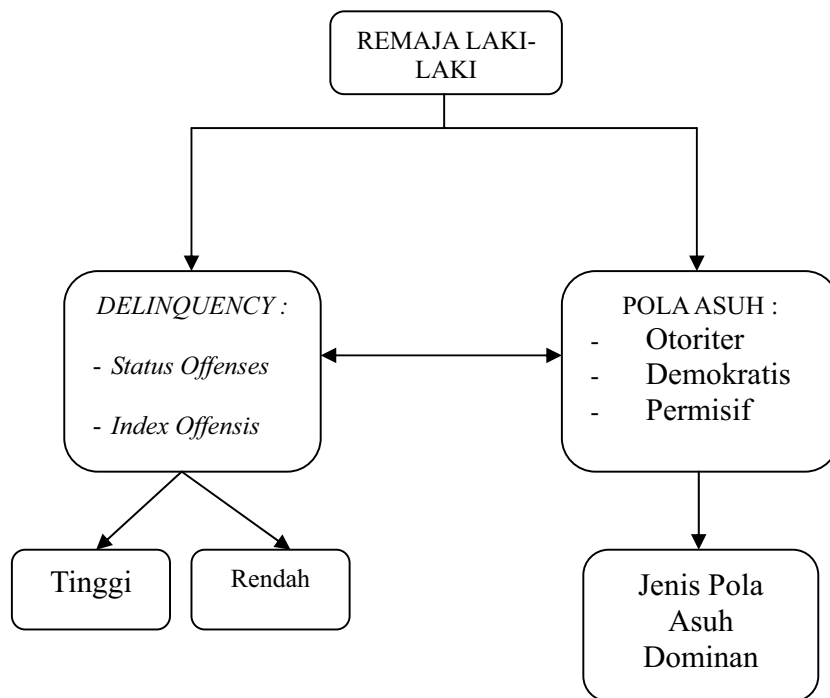 REMAJA LAKI-
LAKI
DELINQUENCY :
- Status Offenses
- Index Offensis
POLA ASUH :
- Otoriter
- Demokratis
- Permisif
Tinggi
Rendah
Jenis Pola
Asuh
Dominan